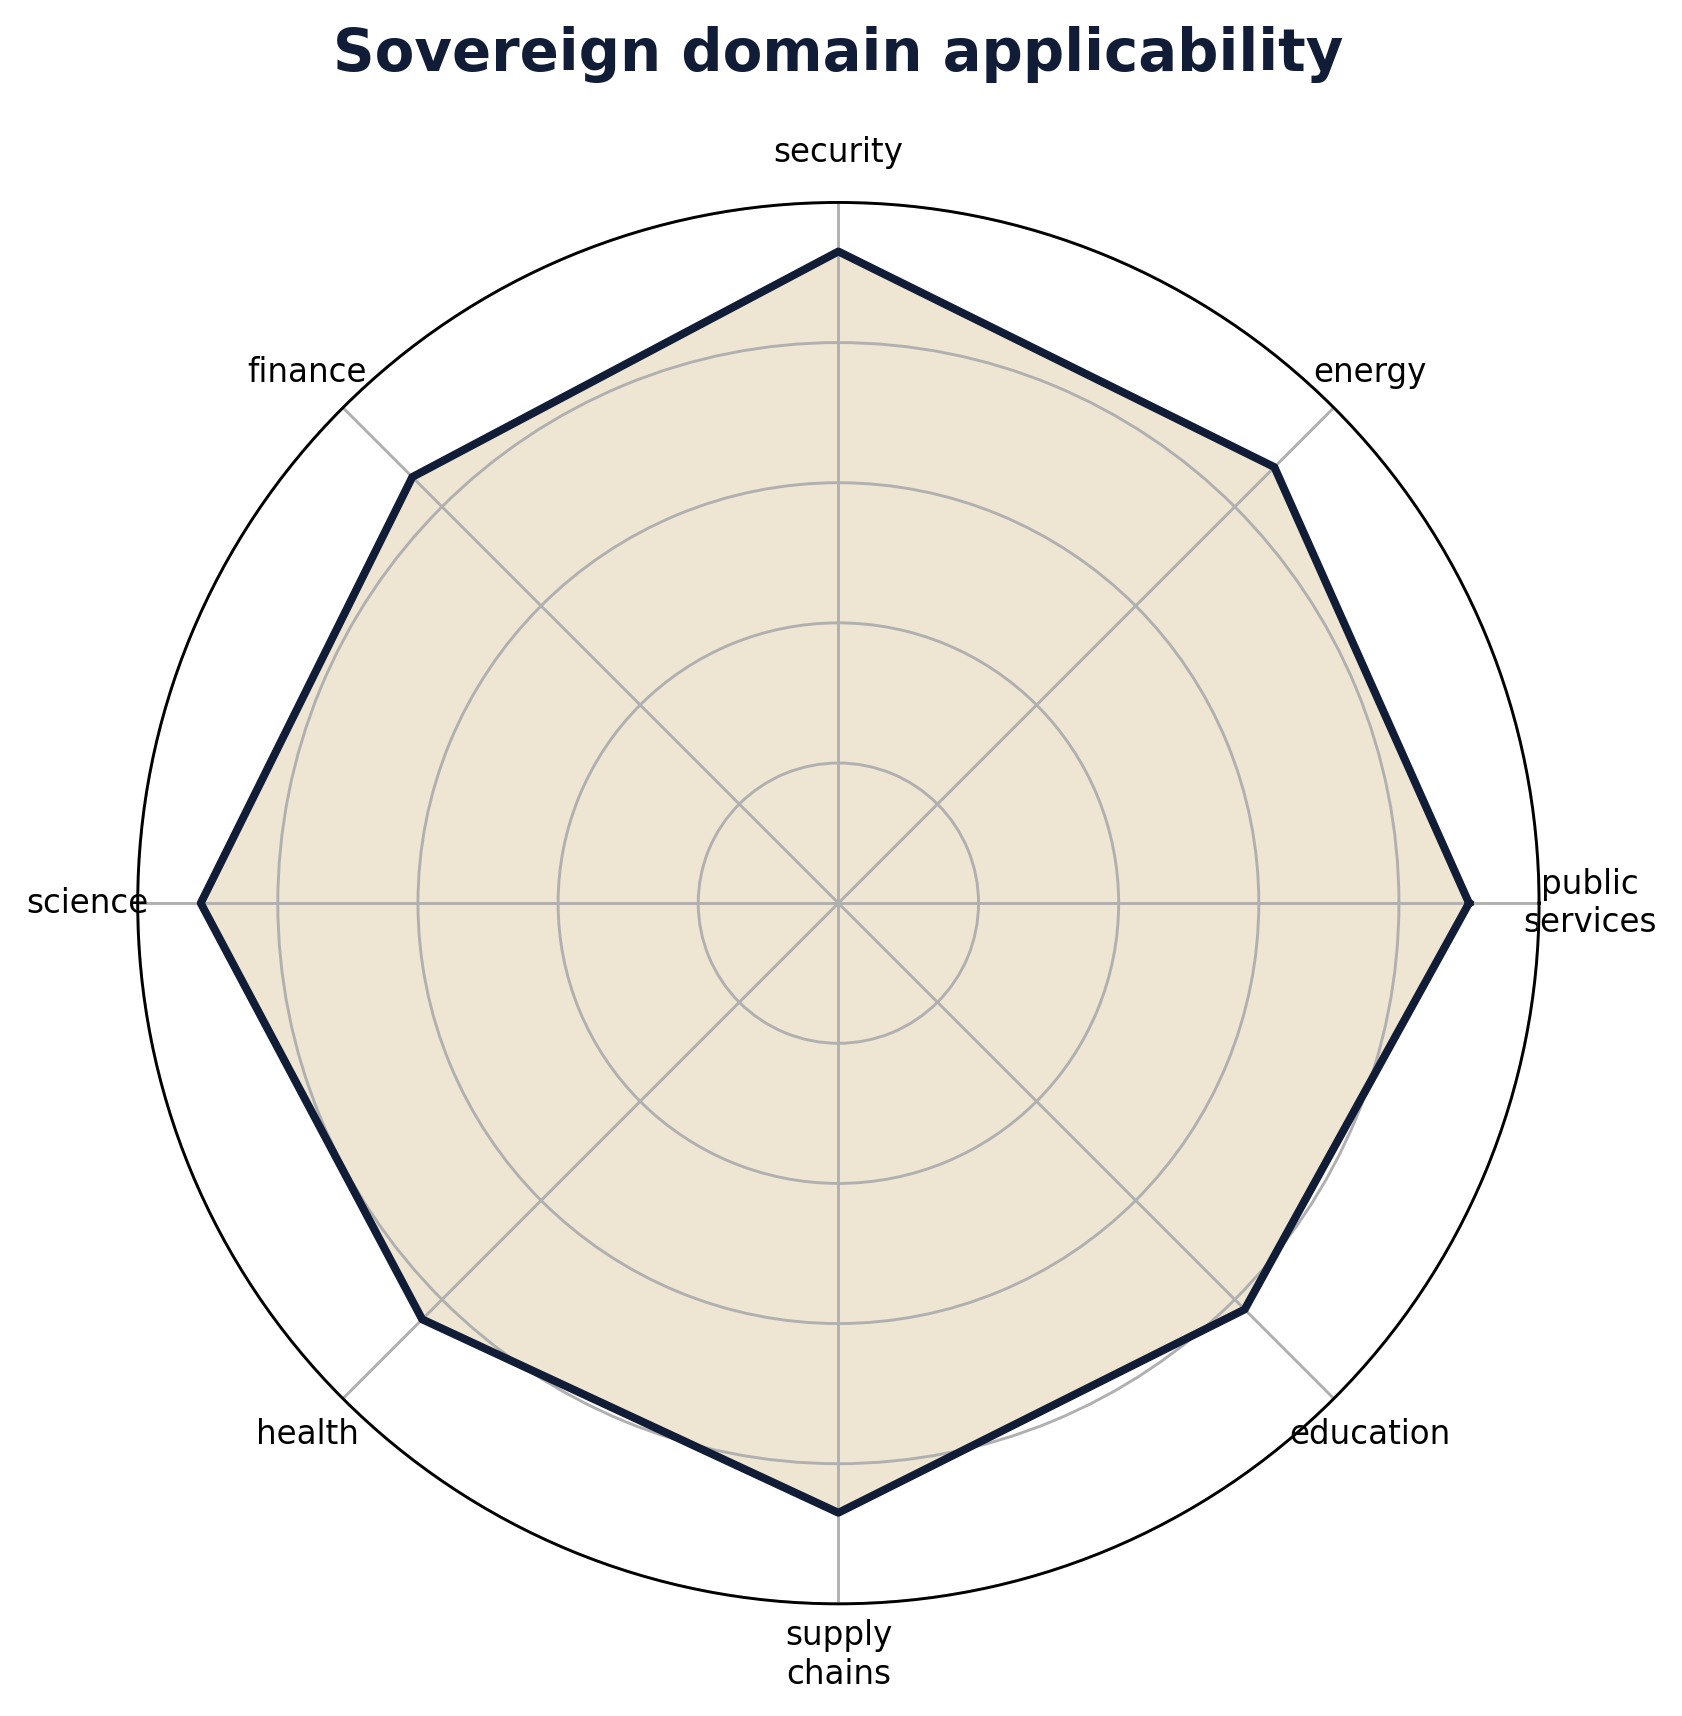 Sovereign domain applicability
security
finance
energy
science
public
services
health
education
supply
chains